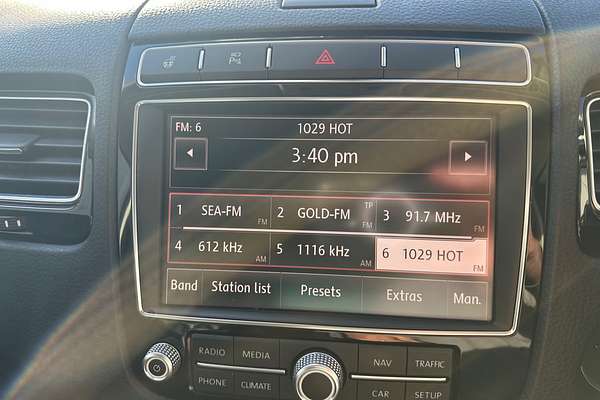 FM: 6 1029 HOT
3:40 pm
1 SEA-FM FM 2 GOLD-FM TP FM 3 91.7 MHz FM
4 612 kHz AM 5 1116 kHz AM 6 1029 HOT FM
Band Station list Presets Extras Man.
RADIO MEDIA NAV TRAFFIC
PHONE CLIMATE CAR SETUP